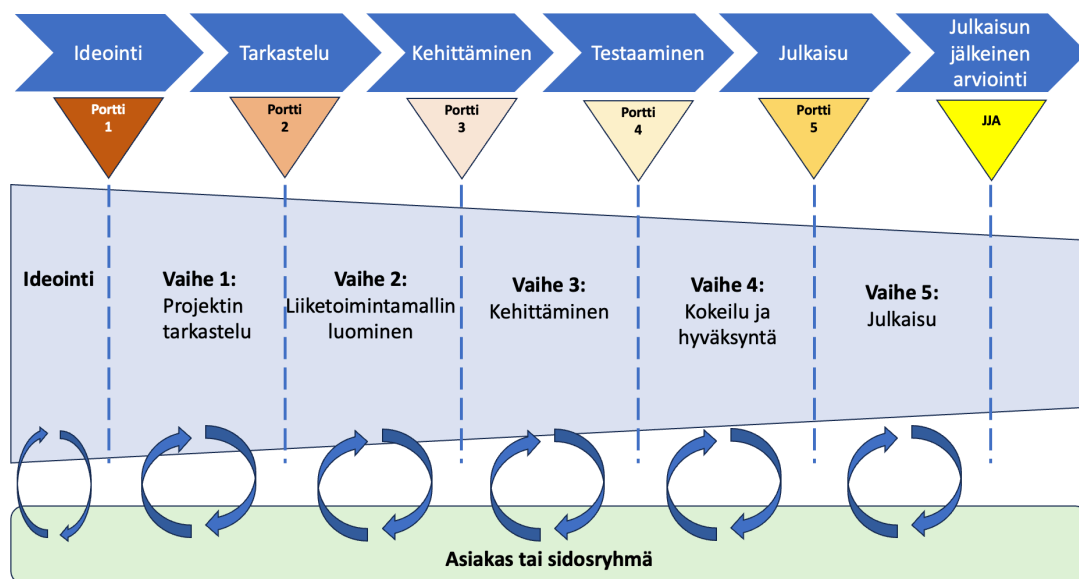 Ideointi
Tarkastelu
Kehittäminen
Testaaminen
Julkaisu
Julkaisun
jälkeinen
arviointi
Portti
1
Portti
2
Portti
3
Portti
4
Portti
5
JJA
Ideointi
Vaihe 1:
Projektin
tarkastelu
Vaihe 2:
Liiketoimintamallin
luominen
Vaihe 3:
Kehittäminen
Vaihe 4:
Kokeilu ja
hyväksyntä
Vaihe 5:
Julkaisu
Asiakas tai sidosryhmä